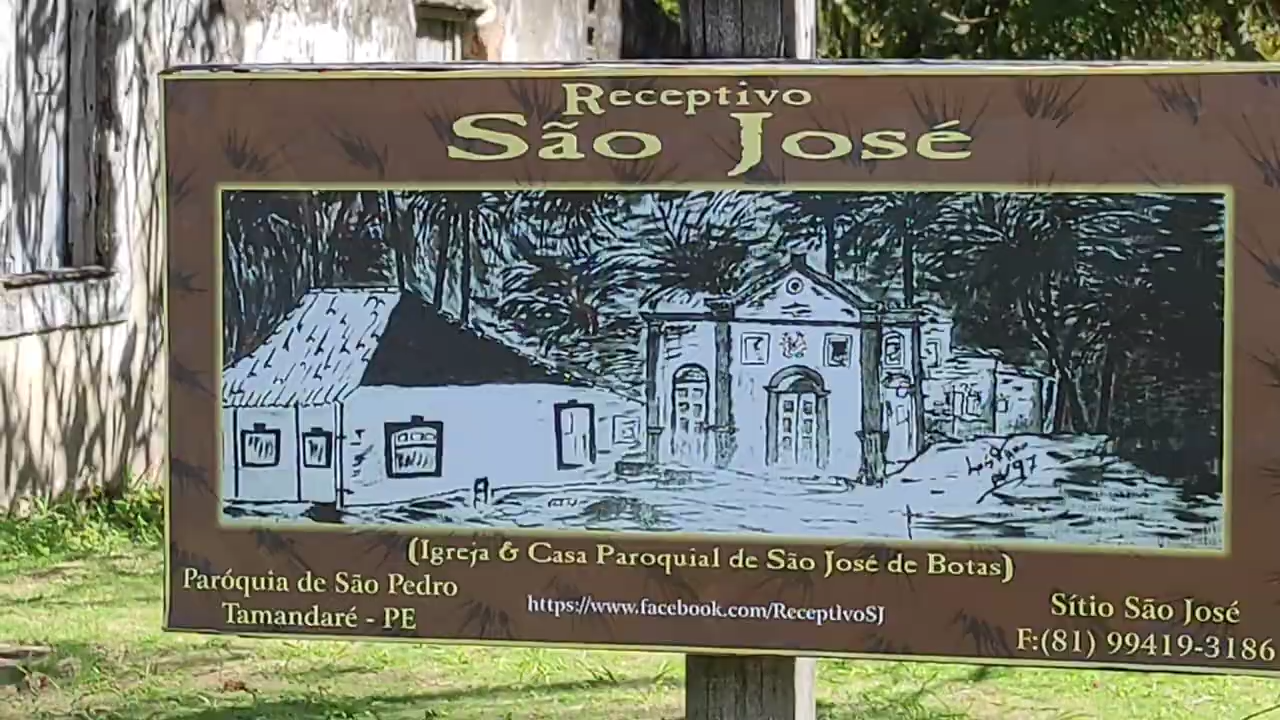 Receptivo
São José
(Igreja & Casa Paroquial de São José de Botas)
Paróquia de São Pedro
Tamandaré - PE
https://www.facebook.com/ReceptivoSJ
Sítio São José
F:(81) 99419-3186